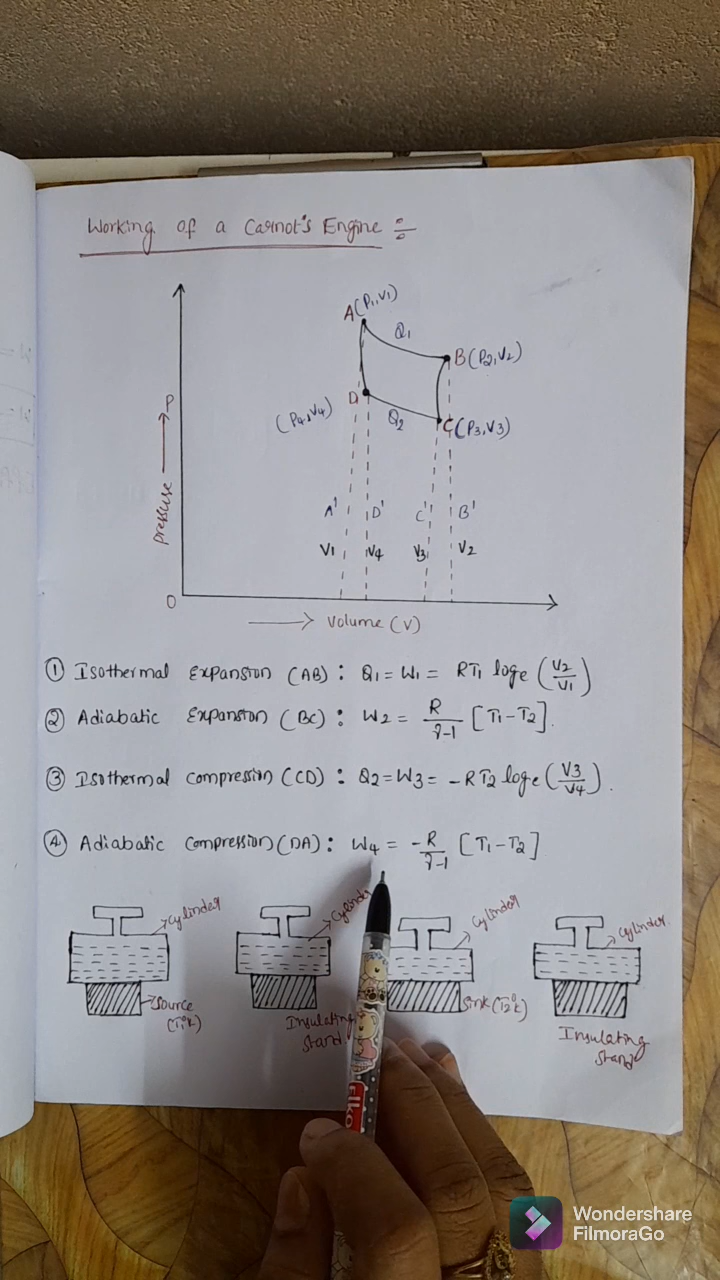 Working of a Carnot's Engine ÷
A(P1,V1)
Q1
B(P2,V2)
D
(P4,V4)
Q2
C(P3,V3)
Pressure → P
A' D' C' B'
V1 V4 V3 V2
O
→ Volume (V)
① Isothermal Expansion (AB) : Q1 = W1 = RT1 loge (V2/V1)
② Adiabatic Expansion (BC) : W2 = R/γ-1 [T1-T2].
③ Isothermal compression (CD) : Q2 = W3 = -RT2 loge (V3/V4).
④ Adiabatic compression (DA) : W4 = -R/γ-1 [T1-T2]
cylinder
cylinder
cylinder
cylinder.
source
(T1°k)
Insulating
stand
sink (T2°k)
Insulating
stand
Elko
Wondershare
FilmoraGo